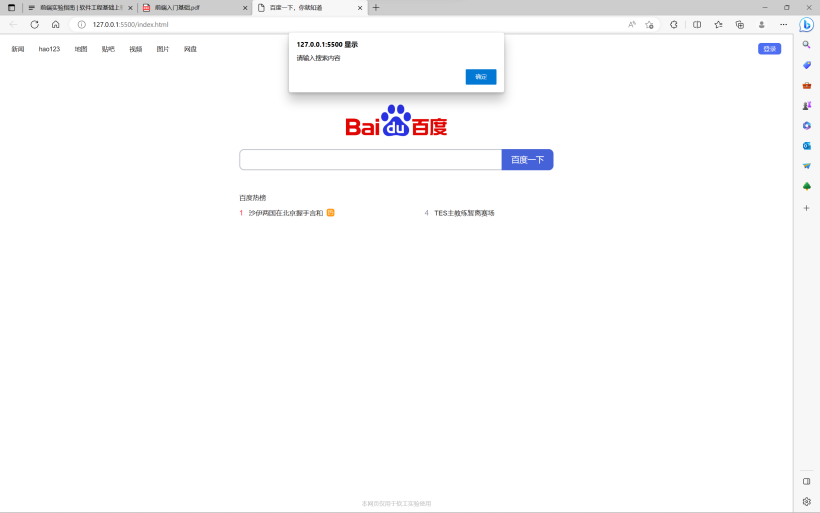 前端实验指南 | 软件工程基础上
前端入门基础.pdf
百度一下，你就知道
127.0.0.1:5500/index.html
新闻 hao123 地图 贴吧 视频 图片 网盘
登录
127.0.0.1:5500 显示
请输入搜索内容
确定
Bai du 百度
百度一下
百度热榜
1 沙伊两国在北京握手言和 热
4 TES主教练暂离赛场
本网页仅用于软工实验使用